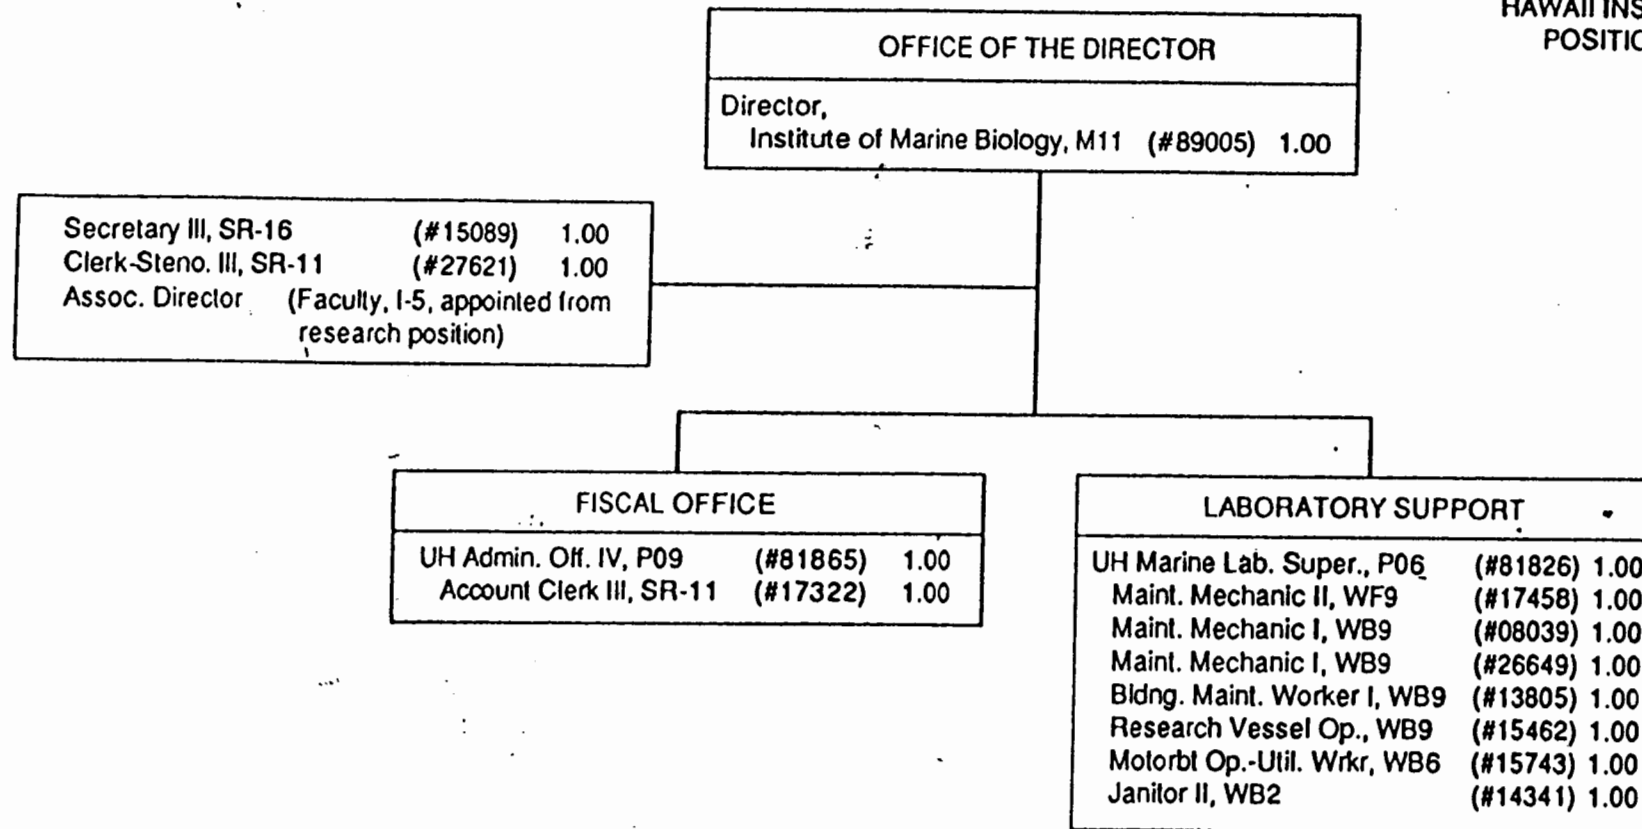 HAWAII INS
POSITIO
OFFICE OF THE DIRECTOR
Director,
Institute of Marine Biology, M11 (#89005) 1.00
Secretary III, SR-16 (#15089) 1.00
Clerk-Steno. III, SR-11 (#27621) 1.00
Assoc. Director (Faculty, I-5, appointed from
research position)
FISCAL OFFICE
UH Admin. Off. IV, P09 (#81865) 1.00
Account Clerk III, SR-11 (#17322) 1.00
LABORATORY SUPPORT
UH Marine Lab. Super., P06 (#81826) 1.00
Maint. Mechanic II, WF9 (#17458) 1.00
Maint. Mechanic I, WB9 (#08039) 1.00
Maint. Mechanic I, WB9 (#26649) 1.00
Bldng. Maint. Worker I, WB9 (#13805) 1.00
Research Vessel Op., WB9 (#15462) 1.00
Motorbt Op.-Util. Wrkr, WB6 (#15743) 1.00
Janitor II, WB2 (#14341) 1.00